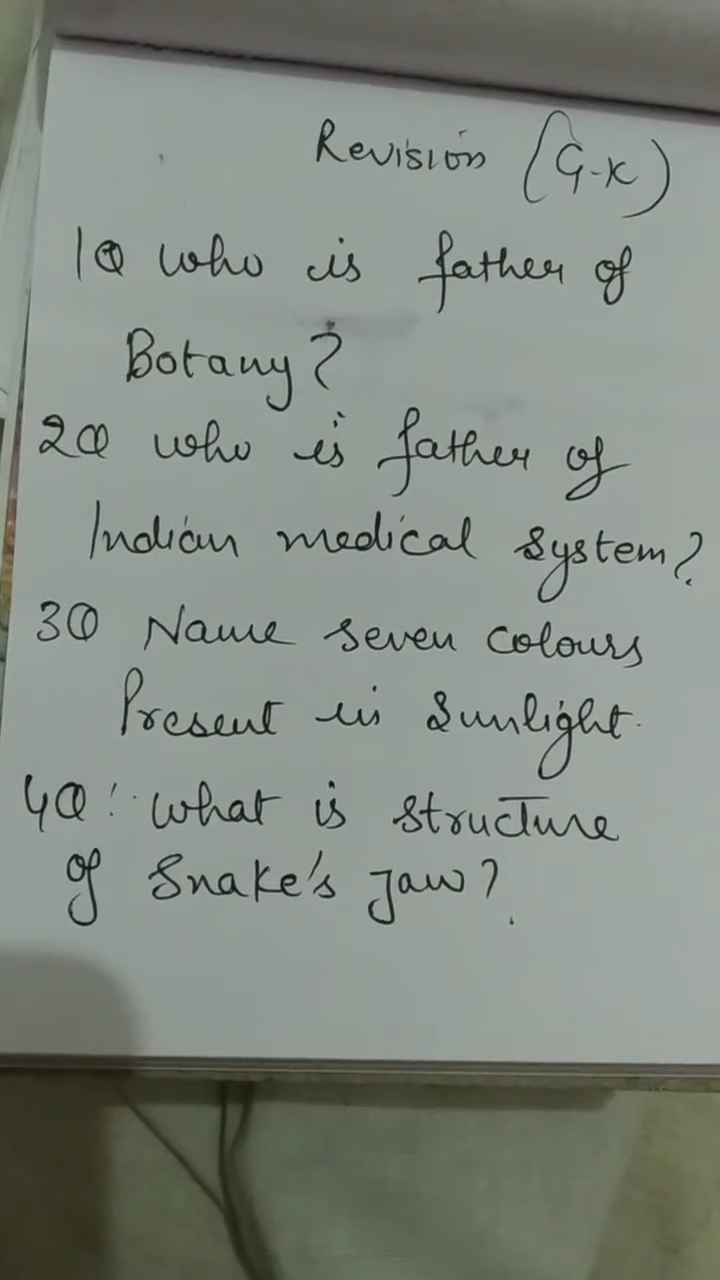 Revision (G-K)
1Q who is father of
Botany?
2Q who is father of
Indian medical system?
3Q Name seven colours
Present in Sunlight.
4Q: what is structure
of Snake's Jaw?